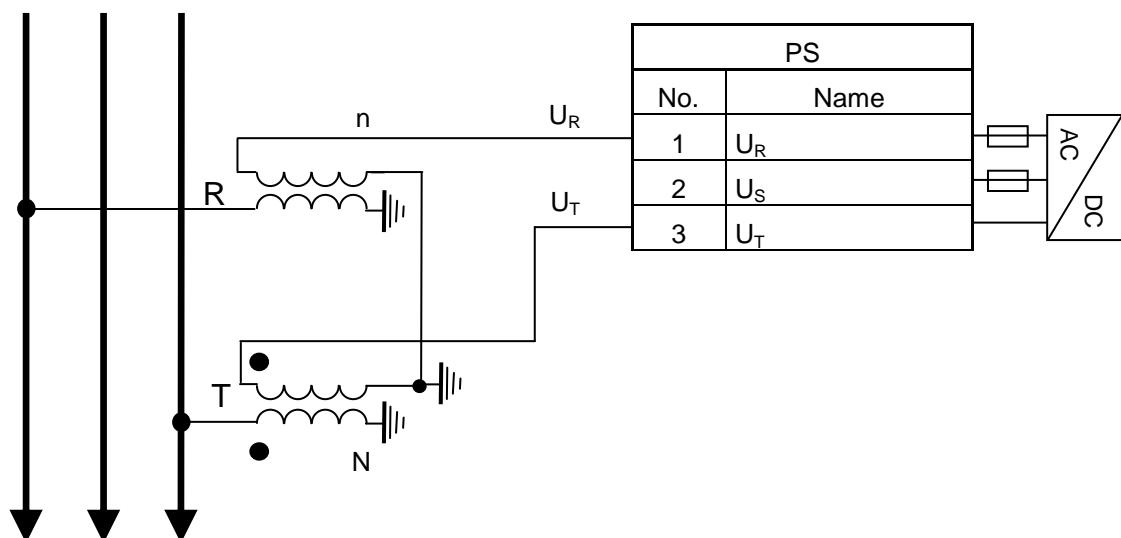 PS
No. Name
n U_R 1 U_R
R 2 U_S
U_T 3 U_T
AC
DC
T
N